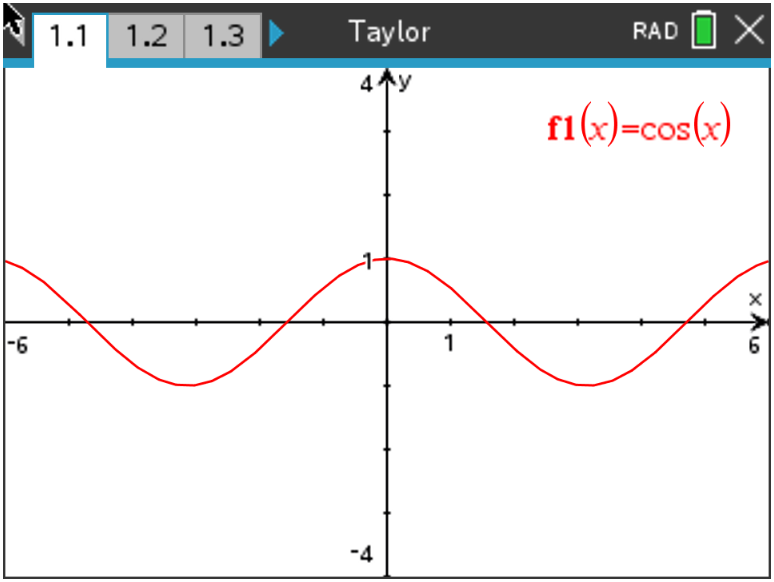 1.1 1.2 1.3 Taylor RAD
4 y
f1(x)=cos(x)
1
x
-6 1 6
-4